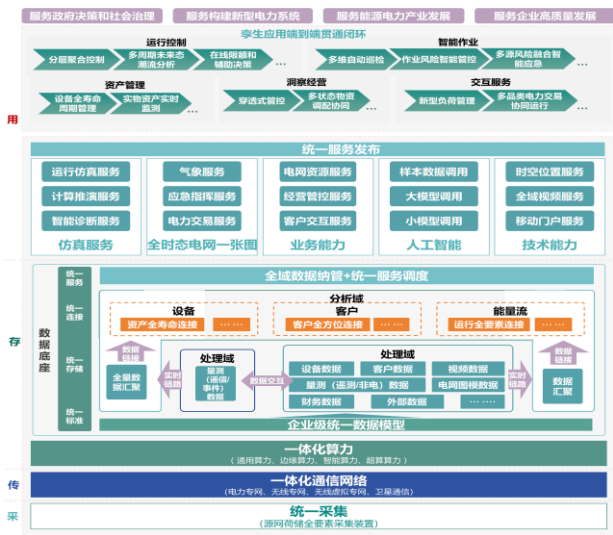 服务政府决策和社会治理 服务构建新型电力系统 服务能源电力产业发展 服务企业高质量发展
孪生应用端到端贯通闭环
运行控制 智能作业
分层聚合控制 多周期未来态潮流分析 在线限额和辅助决策 … 多维自动巡检 作业风险智能管控 多源风险融合智能应急 …
资产管理 洞察经营 交互服务
设备全寿命周期管理 实物资产实时监测 … 穿透式管控 多状态物资调配协同 … 新型负荷管理 多品类电力交易协同运行 …
用
统一服务发布
运行仿真服务 气象服务 电网资源服务 样本数据调用 时空位置服务
计算推演服务 应急指挥服务 经营管控服务 大模型调用 全域视频服务
智能诊断服务 电力交易服务 客户交互服务 小模型调用 移动门户服务
仿真服务 全时态电网一张图 业务能力 人工智能 技术能力
存
数据底座
统一服务
全域数据纳管+统一服务调度
统一连接
分析域
设备 客户 能量流
资产全寿命连接 … … 客户全方位连接 … … 运行全要素连接 … …
数据链接 数据链接
统一存储
全量数据汇聚
实时链路
处理域
量测(通信/事件)数据
数据交互
处理域
设备数据 客户数据 视频数据
量测(遥测/非电)数据 电网图模数据
财务数据 外部数据 … …
实时链路
数据汇聚
统一标准
企业级统一数据模型
一体化算力
(通用算力、边缘算力、智能算力、超算算力)
传
一体化通信网络
(电力专网、无线专网、无线虚拟专网、卫星通信)
采
统一采集
(源网荷储全要素采集装置)